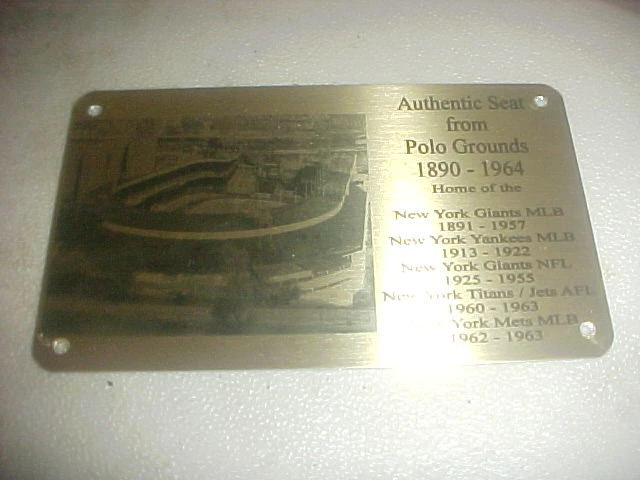 Authentic Seat
from
Polo Grounds
1890 - 1964
Home of the
New York Giants MLB
1891 - 1957
New York Yankees MLB
1913 - 1922
New York Giants NFL
1925 - 1955
New York Titans / Jets AFL
1960 - 1963
York Mets MLB
1962 - 1963